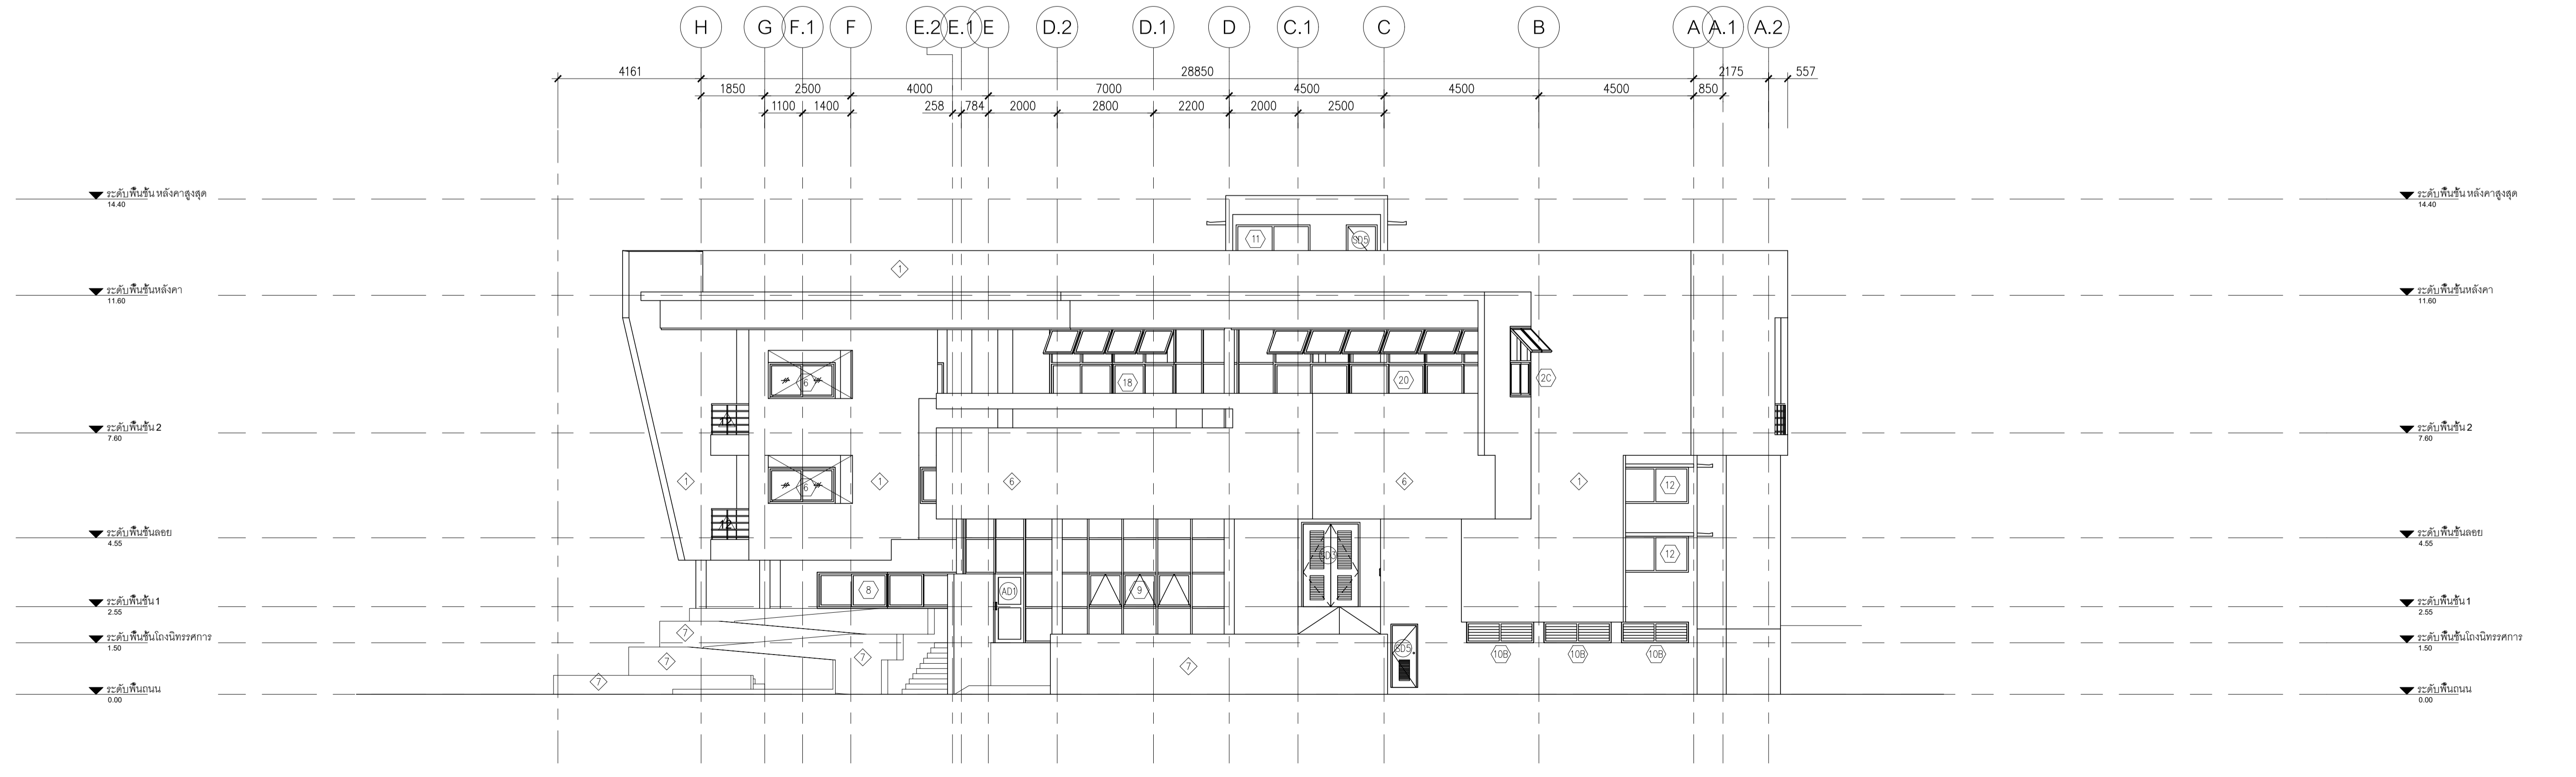 H G F.1 F E.2 E.1 E D.2 D.1 D C.1 C B A A.1 A.2
4161 28850 2175 557
1850 2500 4000 7000 4500 4500 4500 850
1100 1400 258 784 2000 2800 2200 2000 2500
ระดับพื้นชั้น หลังคาสูงสุด ระดับพื้นชั้น หลังคาสูงสุด
14.40 14.40
11 SD5
1
ระดับพื้นชั้นหลังคา ระดับพื้นชั้นหลังคา
11.60 11.60
6 18 20 2C
12
ระดับพื้นชั้น 2 ระดับพื้นชั้น 2
7.60 7.60
1 6 1 6 6 1 12
12
ระดับพื้นชั้นลอย ระดับพื้นชั้นลอย
4.55 4.55
SD3 12
8 AD1 9
ระดับพื้นชั้น 1 ระดับพื้นชั้น 1
2.55 2.55
7
ระดับพื้นชั้นโถงนิทรรศการ ระดับพื้นชั้นโถงนิทรรศการ
1.50 1.50
7 7 7 SD5 10B 10B 10B
7
ระดับพื้นถนน ระดับพื้นถนน
0.00 0.00